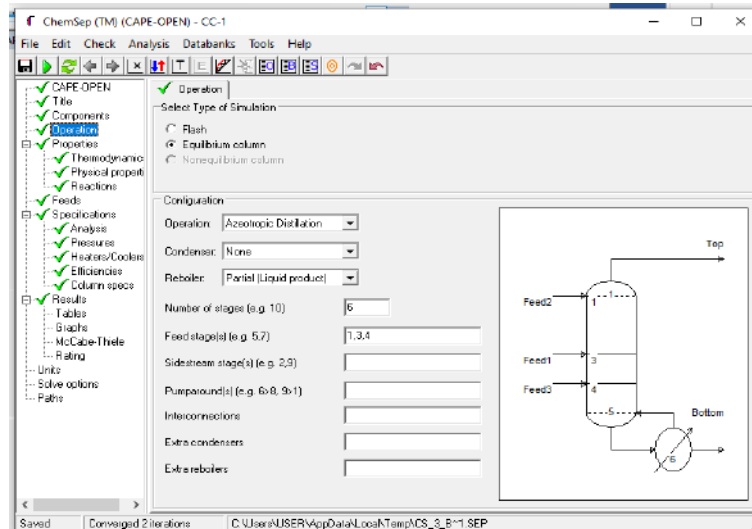 ChemSep (TM) (CAPE-OPEN) - CC-1
File Edit Check Analysis Databanks Tools Help
CAPE-OPEN
Title
Components
Operation
Properties
Thermodynamic
Physical properti
Reactions
Feeds
Specifications
Analysis
Pressures
Heaters/Coolers
Efficiencies
Column specs
Results
Tables
Graphs
McCabe-Thiele
Rating
Units
Solve options
Paths
Operation
Select Type of Simulation
Flash
Equilibrium column
Nonequilibrium column
Configuration
Operation: Azeotropic Distillation
Condenser: None
Reboiler: Partial (Liquid product)
Number of stages (e.g. 10) 6
Feed stage(s) (e.g. 5,7) 1,3,4
Sidestream stage(s) (e.g. 2,9)
Pumparound(s) (e.g. 6>8, 9>1)
Interconnections
Extra condensers
Extra reboilers
Top
Feed2
1
1
Feed1
3
Feed3
4
5
Bottom
6
Saved Converged 2 iterations C:\Users\USER\AppData\Local\Temp\CS_3_B~1.SEP